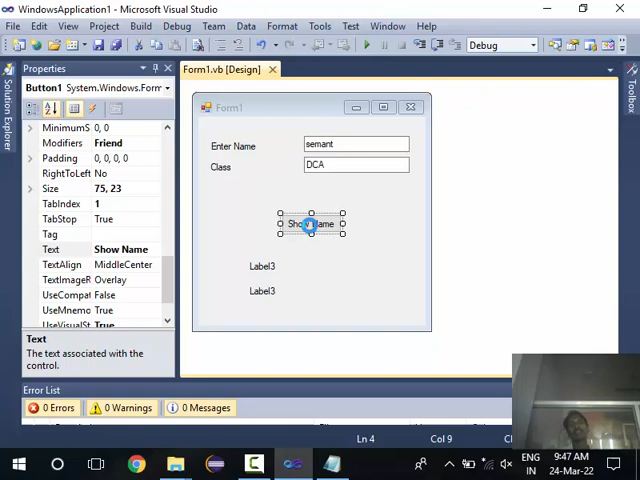 WindowsApplication1 - Microsoft Visual Studio
File Edit View Project Build Debug Team Data Format Tools Test Window Help
Debug
Properties
Form1.vb [Design]
Solution Explorer
Toolbox
Button1 System.Windows.Form
MinimumS 0, 0
Modifiers Friend
Padding 0, 0, 0, 0
RightToLeft No
Size 75, 23
TabIndex 1
TabStop True
Tag
Text Show Name
TextAlign MiddleCenter
TextImageR Overlay
UseCompat False
UseMnemo True
UseVisualSt True
Text
The text associated with the
control.
Form1
Enter Name semant
Class DCA
Label3
Label3
Error List
0 Errors 0 Warnings 0 Messages
Ln 4 Col 9
ENG
IN
9:47 AM
24-Mar-22